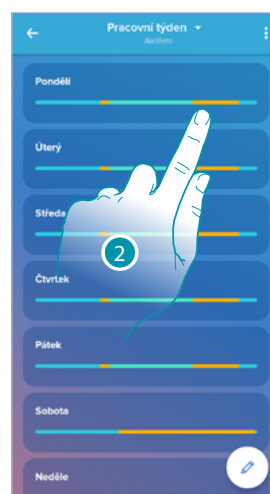 Pracovní týden
Aktivní
Pondělí
Úterý
Středa
2
Čtvrtek
Pátek
Sobota
Neděle